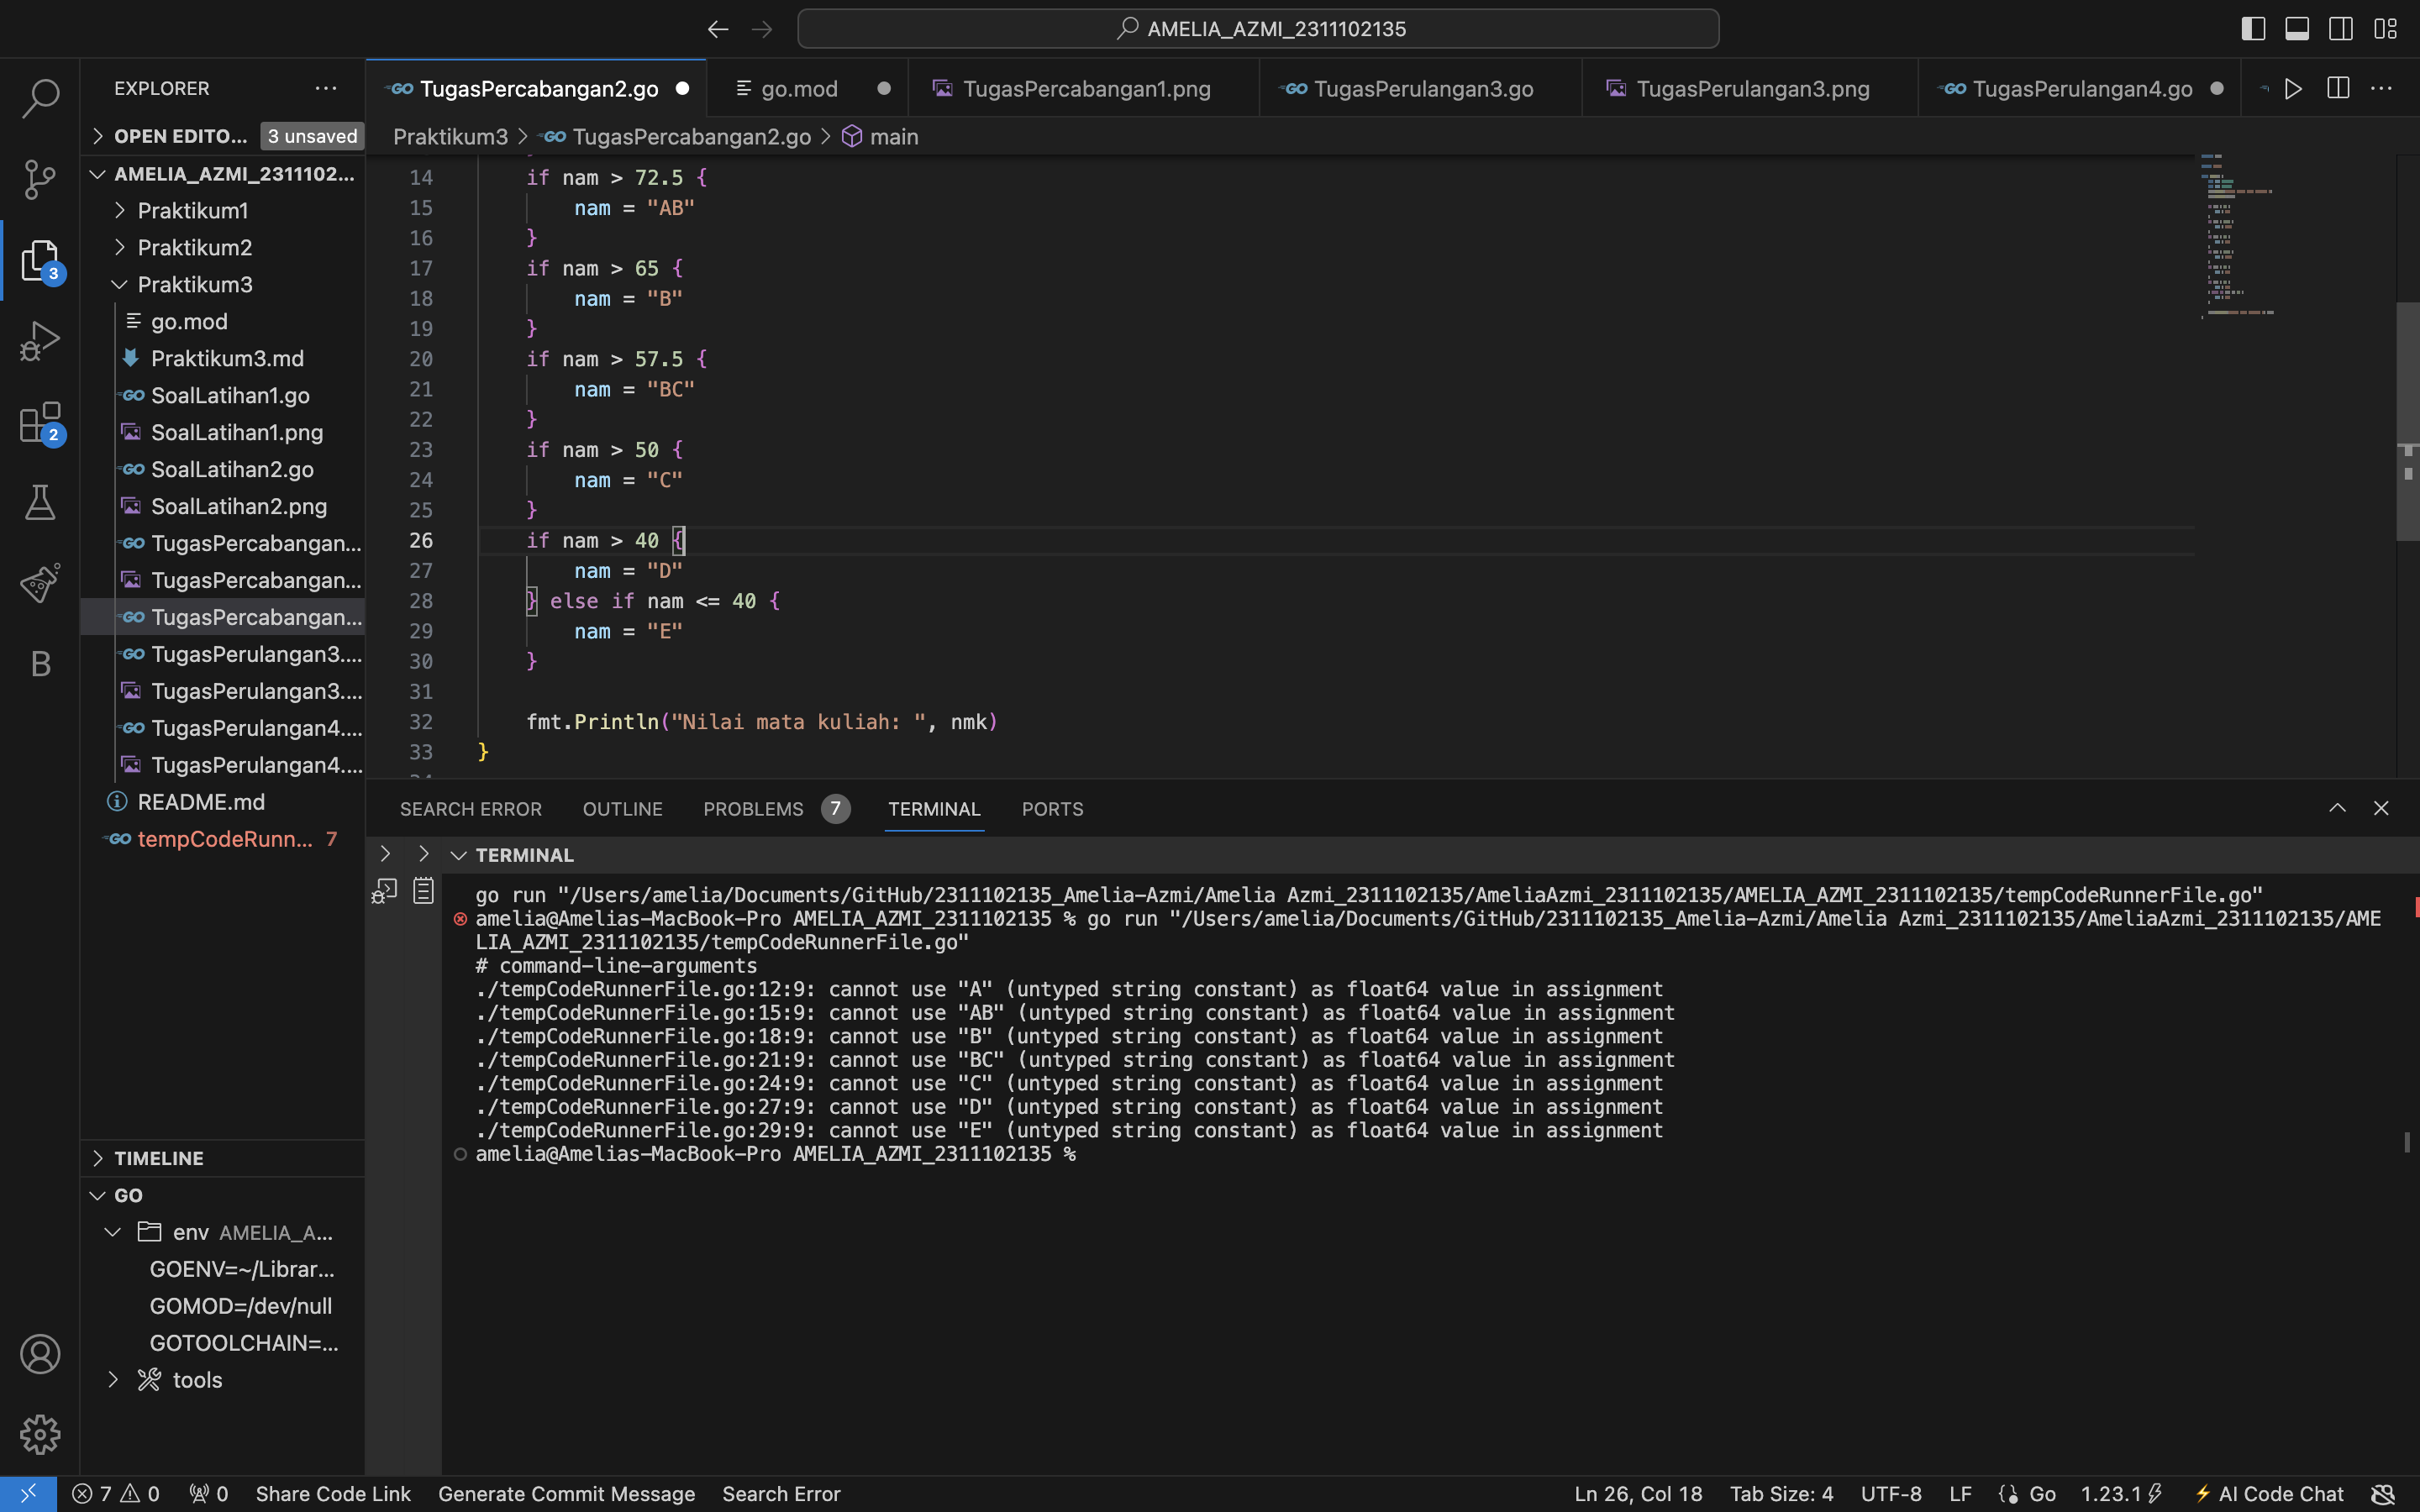 AMELIA_AZMI_2311102135
EXPLORER
OPEN EDITO... 3 unsaved
AMELIA_AZMI_2311102...
Praktikum1
Praktikum2
Praktikum3
go.mod
Praktikum3.md
GO SoalLatihan1.go
SoalLatihan1.png
GO SoalLatihan2.go
SoalLatihan2.png
GO TugasPercabangan...
TugasPercabangan...
GO TugasPercabangan...
GO TugasPerulangan3....
TugasPerulangan3....
GO TugasPerulangan4....
TugasPerulangan4....
README.md
GO tempCodeRunn... 7
TIMELINE
GO
env AMELIA_A...
GOENV=~/Librar...
GOMOD=/dev/null
GOTOOLCHAIN=...
tools
3
2
B
GO TugasPercabangan2.go
go.mod
TugasPercabangan1.png
GO TugasPerulangan3.go
TugasPerulangan3.png
GO TugasPerulangan4.go
Praktikum3 > GO TugasPercabangan2.go > main
14 if nam > 72.5 {
15 nam = "AB"
16 }
17 if nam > 65 {
18 nam = "B"
19 }
20 if nam > 57.5 {
21 nam = "BC"
22 }
23 if nam > 50 {
24 nam = "C"
25 }
26 if nam > 40 {
27 nam = "D"
28 } else if nam <= 40 {
29 nam = "E"
30 }
31
32 fmt.Println("Nilai mata kuliah: ", nmk)
33 }
SEARCH ERROR OUTLINE PROBLEMS 7 TERMINAL PORTS
TERMINAL
go run "/Users/amelia/Documents/GitHub/2311102135_Amelia-Azmi/Amelia Azmi_2311102135/AmeliaAzmi_2311102135/AMELIA_AZMI_2311102135/tempCodeRunnerFile.go"
amelia@Amelias-MacBook-Pro AMELIA_AZMI_2311102135 % go run "/Users/amelia/Documents/GitHub/2311102135_Amelia-Azmi/Amelia Azmi_2311102135/AmeliaAzmi_2311102135/AME
LIA_AZMI_2311102135/tempCodeRunnerFile.go"
# command-line-arguments
./tempCodeRunnerFile.go:12:9: cannot use "A" (untyped string constant) as float64 value in assignment
./tempCodeRunnerFile.go:15:9: cannot use "AB" (untyped string constant) as float64 value in assignment
./tempCodeRunnerFile.go:18:9: cannot use "B" (untyped string constant) as float64 value in assignment
./tempCodeRunnerFile.go:21:9: cannot use "BC" (untyped string constant) as float64 value in assignment
./tempCodeRunnerFile.go:24:9: cannot use "C" (untyped string constant) as float64 value in assignment
./tempCodeRunnerFile.go:27:9: cannot use "D" (untyped string constant) as float64 value in assignment
./tempCodeRunnerFile.go:29:9: cannot use "E" (untyped string constant) as float64 value in assignment
amelia@Amelias-MacBook-Pro AMELIA_AZMI_2311102135 %
7 0 0 Share Code Link Generate Commit Message Search Error Ln 26, Col 18 Tab Size: 4 UTF-8 LF Go 1.23.1 AI Code Chat